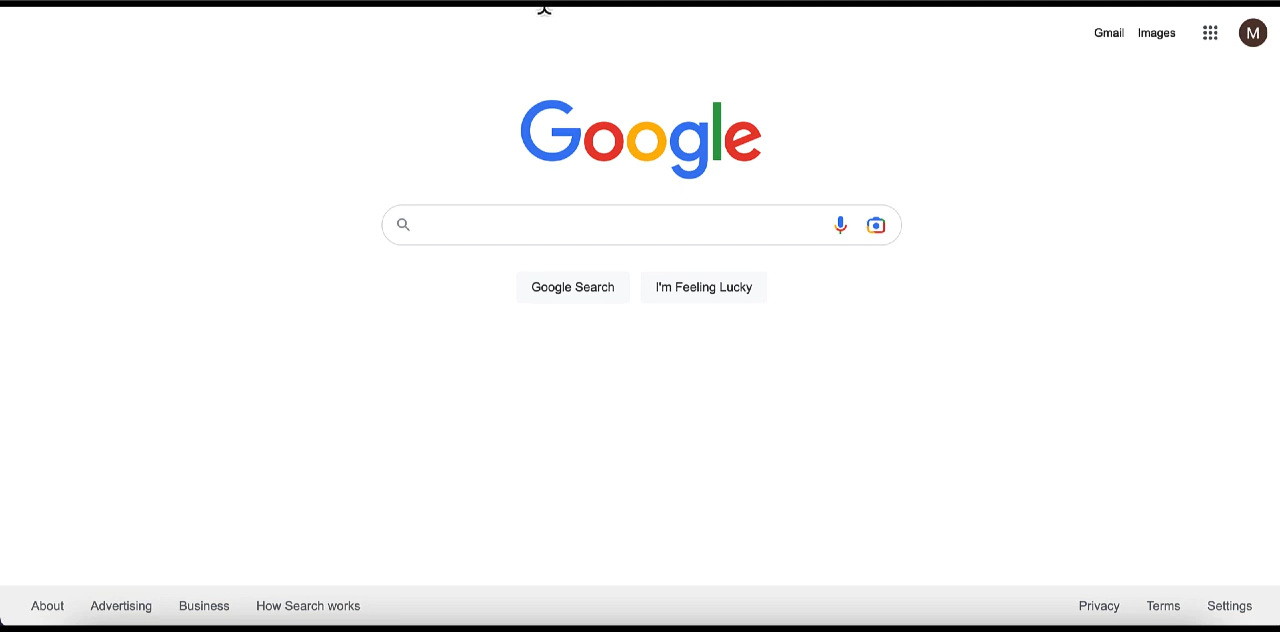 Gmail Images M
Google
Google Search I'm Feeling Lucky
About Advertising Business How Search works Privacy Terms Settings